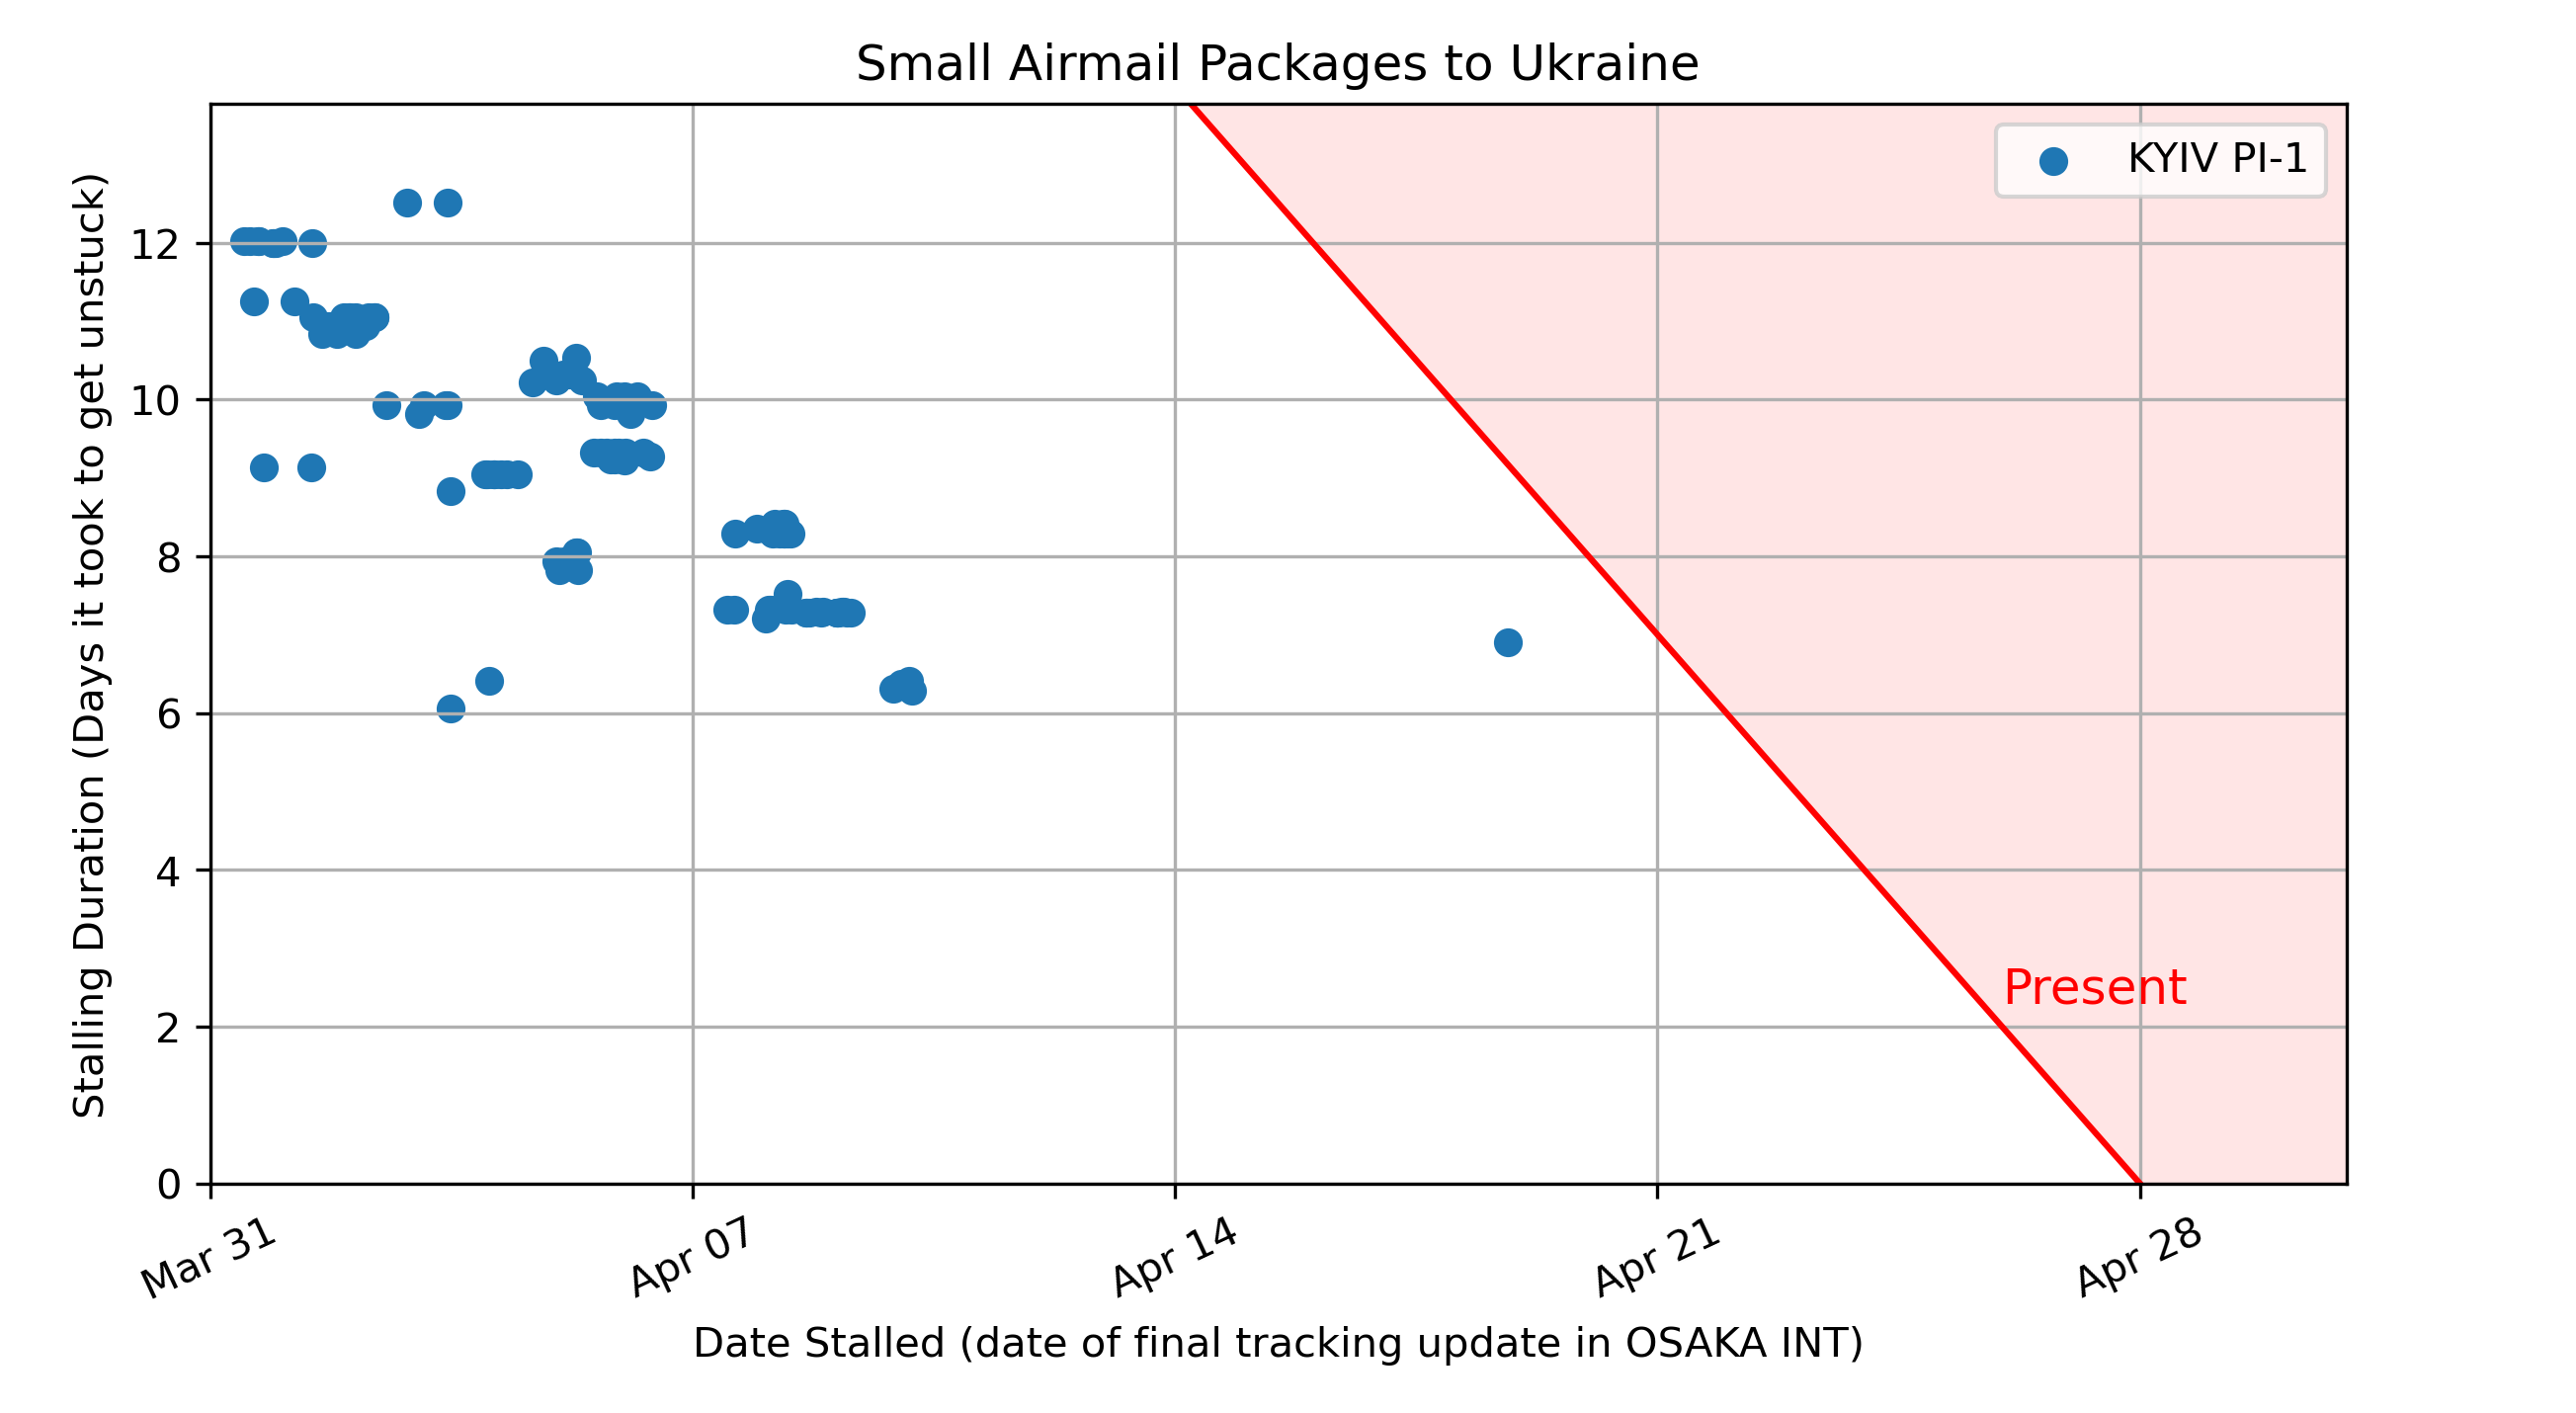 Small Airmail Packages to Ukraine
KYIV PI-1
Stalling Duration (Days it took to get unstuck)
12
10
8
6
4
2
0
Present
Mar 31
Apr 07
Apr 14
Apr 21
Apr 28
Date Stalled (date of final tracking update in OSAKA INT)